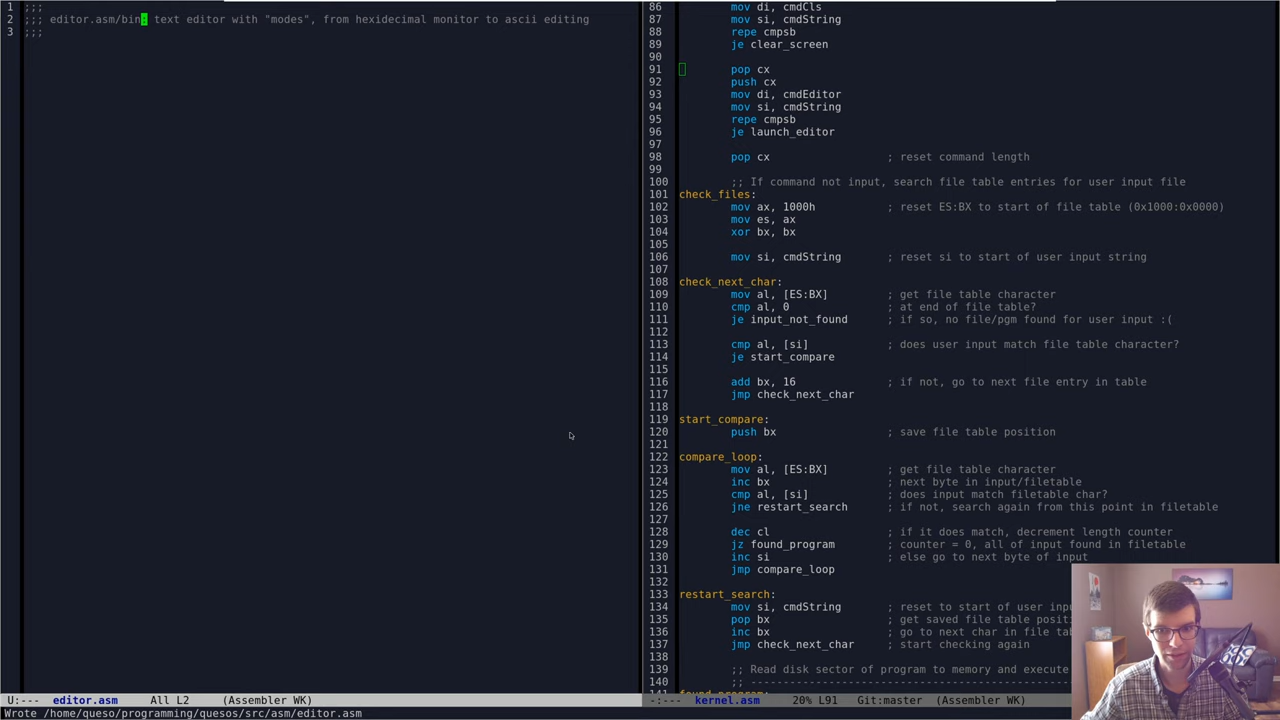 1 ;;;
2 ;;; editor.asm/bin: text editor with "modes", from hexidecimal monitor to ascii editing
3 ;;;
U:--- editor.asm All L2 (Assembler WK)
Wrote /home/queso/programming/quesos/src/asm/editor.asm
86 mov di, cmdCls
87 mov si, cmdString
88 repe cmpsb
89 je clear_screen
90
91 pop cx
92 push cx
93 mov di, cmdEditor
94 mov si, cmdString
95 repe cmpsb
96 je launch_editor
97
98 pop cx ; reset command length
99
100 ;; If command not input, search file table entries for user input file
101 check_files:
102 mov ax, 1000h ; reset ES:BX to start of file table (0x1000:0x0000)
103 mov es, ax
104 xor bx, bx
105
106 mov si, cmdString ; reset si to start of user input string
107
108 check_next_char:
109 mov al, [ES:BX] ; get file table character
110 cmp al, 0 ; at end of file table?
111 je input_not_found ; if so, no file/pgm found for user input :(
112
113 cmp al, [si] ; does user input match file table character?
114 je start_compare
115
116 add bx, 16 ; if not, go to next file entry in table
117 jmp check_next_char
118
119 start_compare:
120 push bx ; save file table position
121
122 compare_loop:
123 mov al, [ES:BX] ; get file table character
124 inc bx ; next byte in input/filetable
125 cmp al, [si] ; does input match filetable char?
126 jne restart_search ; if not, search again from this point in filetable
127
128 dec cl ; if it does match, decrement length counter
129 jz found_program ; counter = 0, all of input found in filetable
130 inc si ; else go to next byte of input
131 jmp compare_loop
132
133 restart_search:
134 mov si, cmdString ; reset to start of user inpu
135 pop bx ; get saved file table positi
136 inc bx ; go to next char in file tab
137 jmp check_next_char ; start checking again
138
139 ;; Read disk sector of program to memory and execute
140 ;; --------------------------------------------------
-:--- kernel.asm 20% L91 Git:master (Assembler WK)